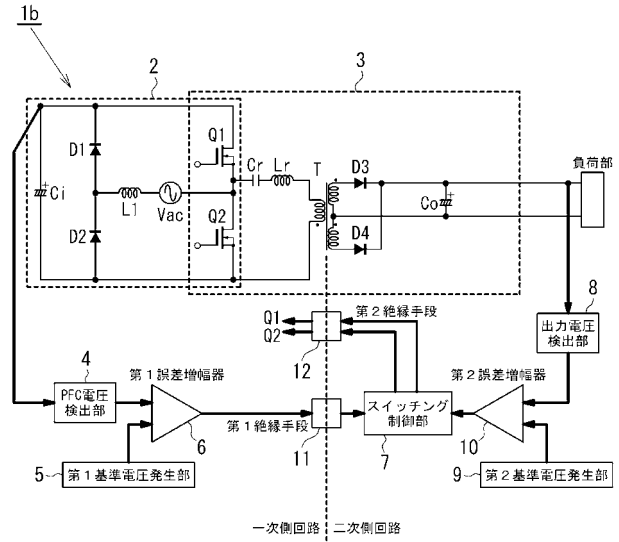 1b
2
3
D1
Q1
Cr
Lr
T
D3
負荷部
Ci
L1
Vac
Co
D2
Q2
D4
8
Q1
Q2
第2絶縁手段
出力電圧
検出部
12
4
第1誤差増幅器
第2誤差増幅器
PFC電圧
検出部
スイッチング
制御部
6
第1絶縁手段
11
7
10
5
第1基準電圧発生部
9
第2基準電圧発生部
一次側回路
二次側回路